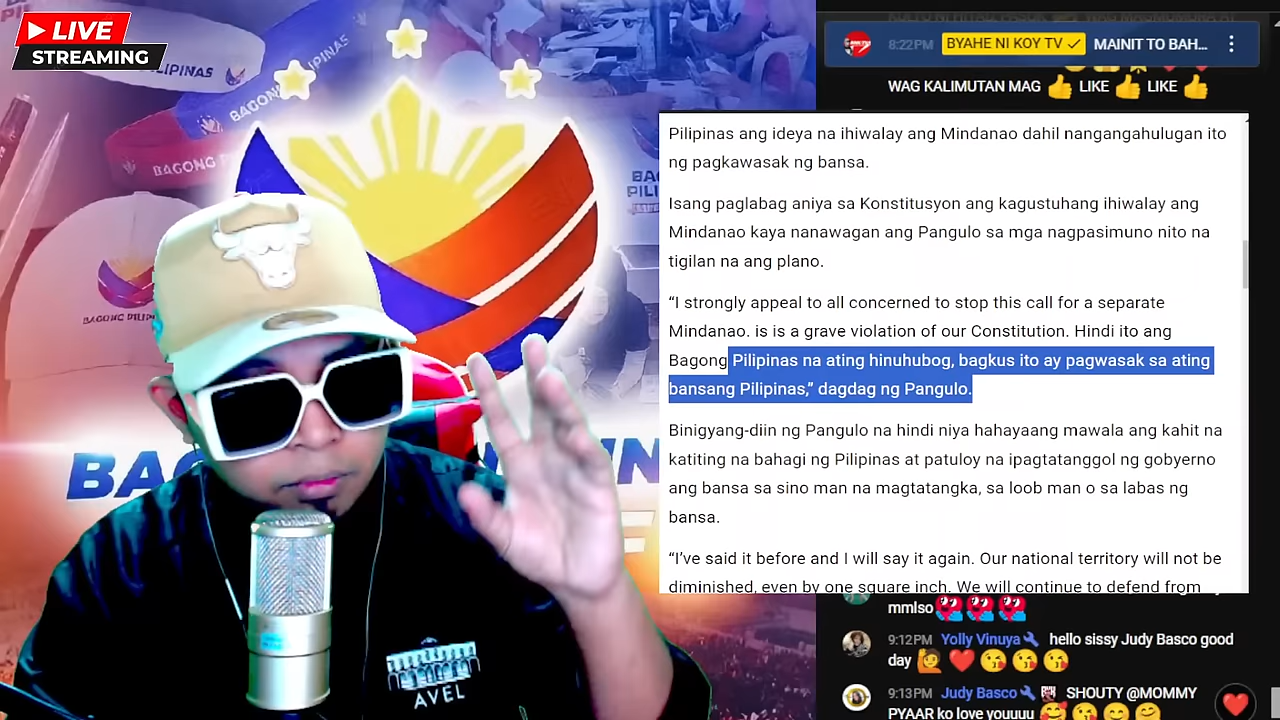 LIVE
STREAMING
PILIPINAS
PILIPINAS
BAGONG
BAGONG
BAGONG PILIPIN
8:22PM BYAHE NI KOY TV MAINIT TO BAH...
WAG KALIMUTAN MAG 👍 LIKE 👍 LIKE 👍
Pilipinas ang ideya na ihiwalay ang Mindanao dahil nangangahulugan ito
ng pagkawasak ng bansa.
Isang paglabag aniya sa Konstitusyon ang kagustuhang ihiwalay ang
Mindanao kaya nanawagan ang Pangulo sa mga nagpasimuno nito na
tigilan na ang plano.
“I strongly appeal to all concerned to stop this call for a separate
Mindanao. is is a grave violation of our Constitution. Hindi ito ang
Bagong Pilipinas na ating hinuhubog, bagkus ito ay pagwasak sa ating
bansang Pilipinas,” dagdag ng Pangulo.
Binigyang-diin ng Pangulo na hindi niya hahayaang mawala ang kahit na
katiting na bahagi ng Pilipinas at patuloy na ipagtatanggol ng gobyerno
ang bansa sa sino man na magtatangka, sa loob man o sa labas ng
bansa.
“I’ve said it before and I will say it again. Our national territory will not be
diminished, even by one square inch. We will continue to defend from
mmlso
9:12PM Yolly Vinuya hello sissy Judy Basco good
day 🙋 ❤️ 😘 😘 😘
9:13PM Judy Basco SHOUTY @MOMMY
PYAAR ko love youuuu 🥰 😘 😊 🤗
AVEL